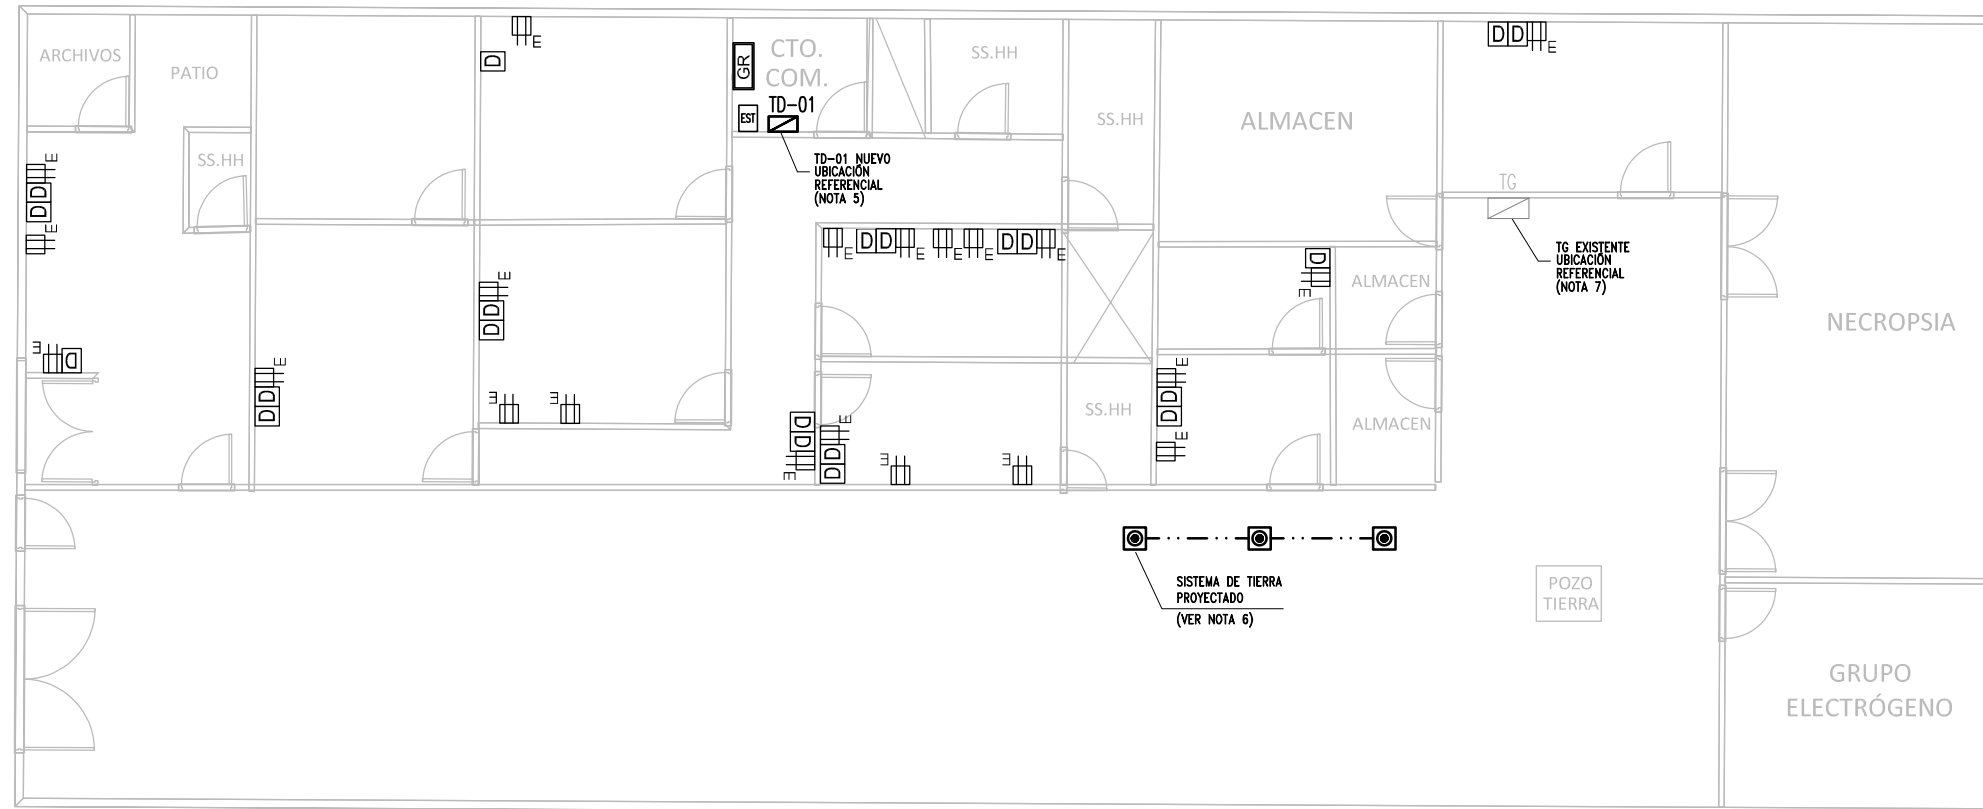 E
D
D
E
ARCHIVOS
PATIO
GR
CTO.
COM.
SS.HH
EST
TD-01
TD-01 NUEVO
UBICACIÓN
REFERENCIAL
(NOTA 5)
SS.HH
ALMACEN
SS.HH
E
D
D
E
TG
TG EXISTENTE
UBICACIÓN
REFERENCIAL
(NOTA 7)
E
D
D
E
E
E
D
D
E
D
E
ALMACEN
NECROPSIA
E
D
D
E
D
E
D
D
E
E
D
D
E
E
D
D
E
E
SS.HH
E
D
D
E
ALMACEN
SISTEMA DE TIERRA
PROYECTADO
(VER NOTA 6)
POZO
TIERRA
GRUPO
ELECTRÓGENO